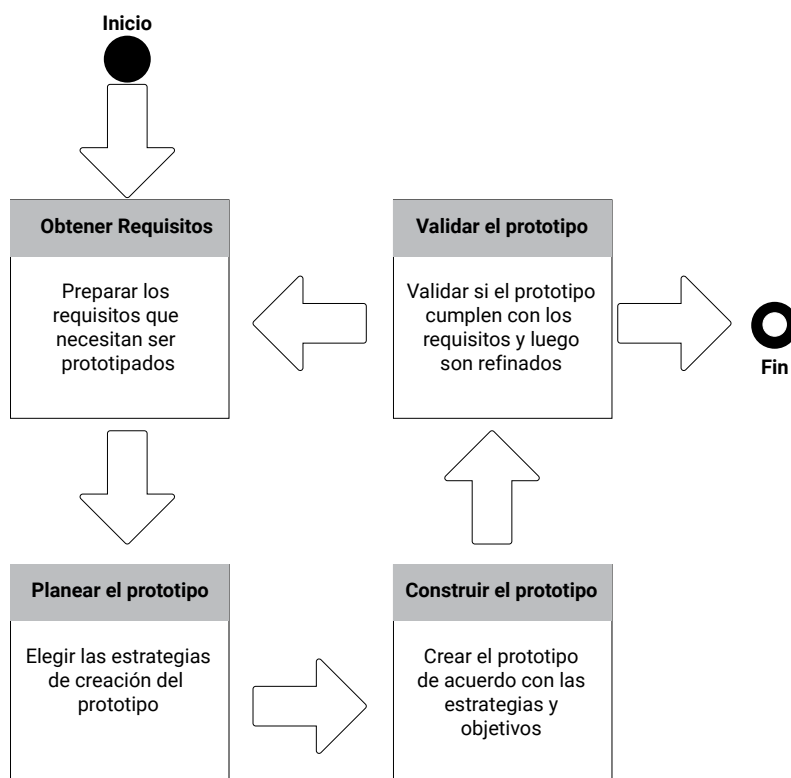 Inicio
Obtener Requisitos
Preparar los
requisitos que
necesitan ser
prototipados
Validar el prototipo
Validar si el prototipo
cumplen con los
requisitos y luego
son refinados
Fin
Planear el prototipo
Elegir las estrategias
de creación del
prototipo
Construir el prototipo
Crear el prototipo
de acuerdo con las
estrategias y
objetivos